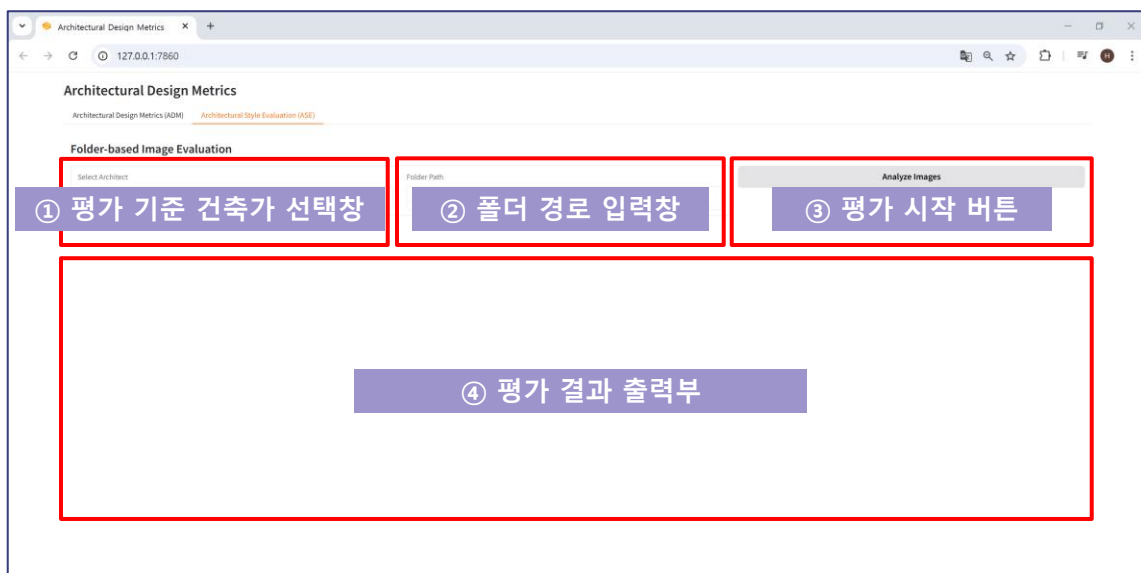 Architectural Design Metrics
127.0.0.1:7860
H
Architectural Design Metrics
Architectural Design Metrics (ADM) Architectural Style Evaluation (ASE)
Folder-based Image Evaluation
Select Architect Folder Path Analyze Images
① 평가 기준 건축가 선택창 ② 폴더 경로 입력창 ③ 평가 시작 버튼
④ 평가 결과 출력부